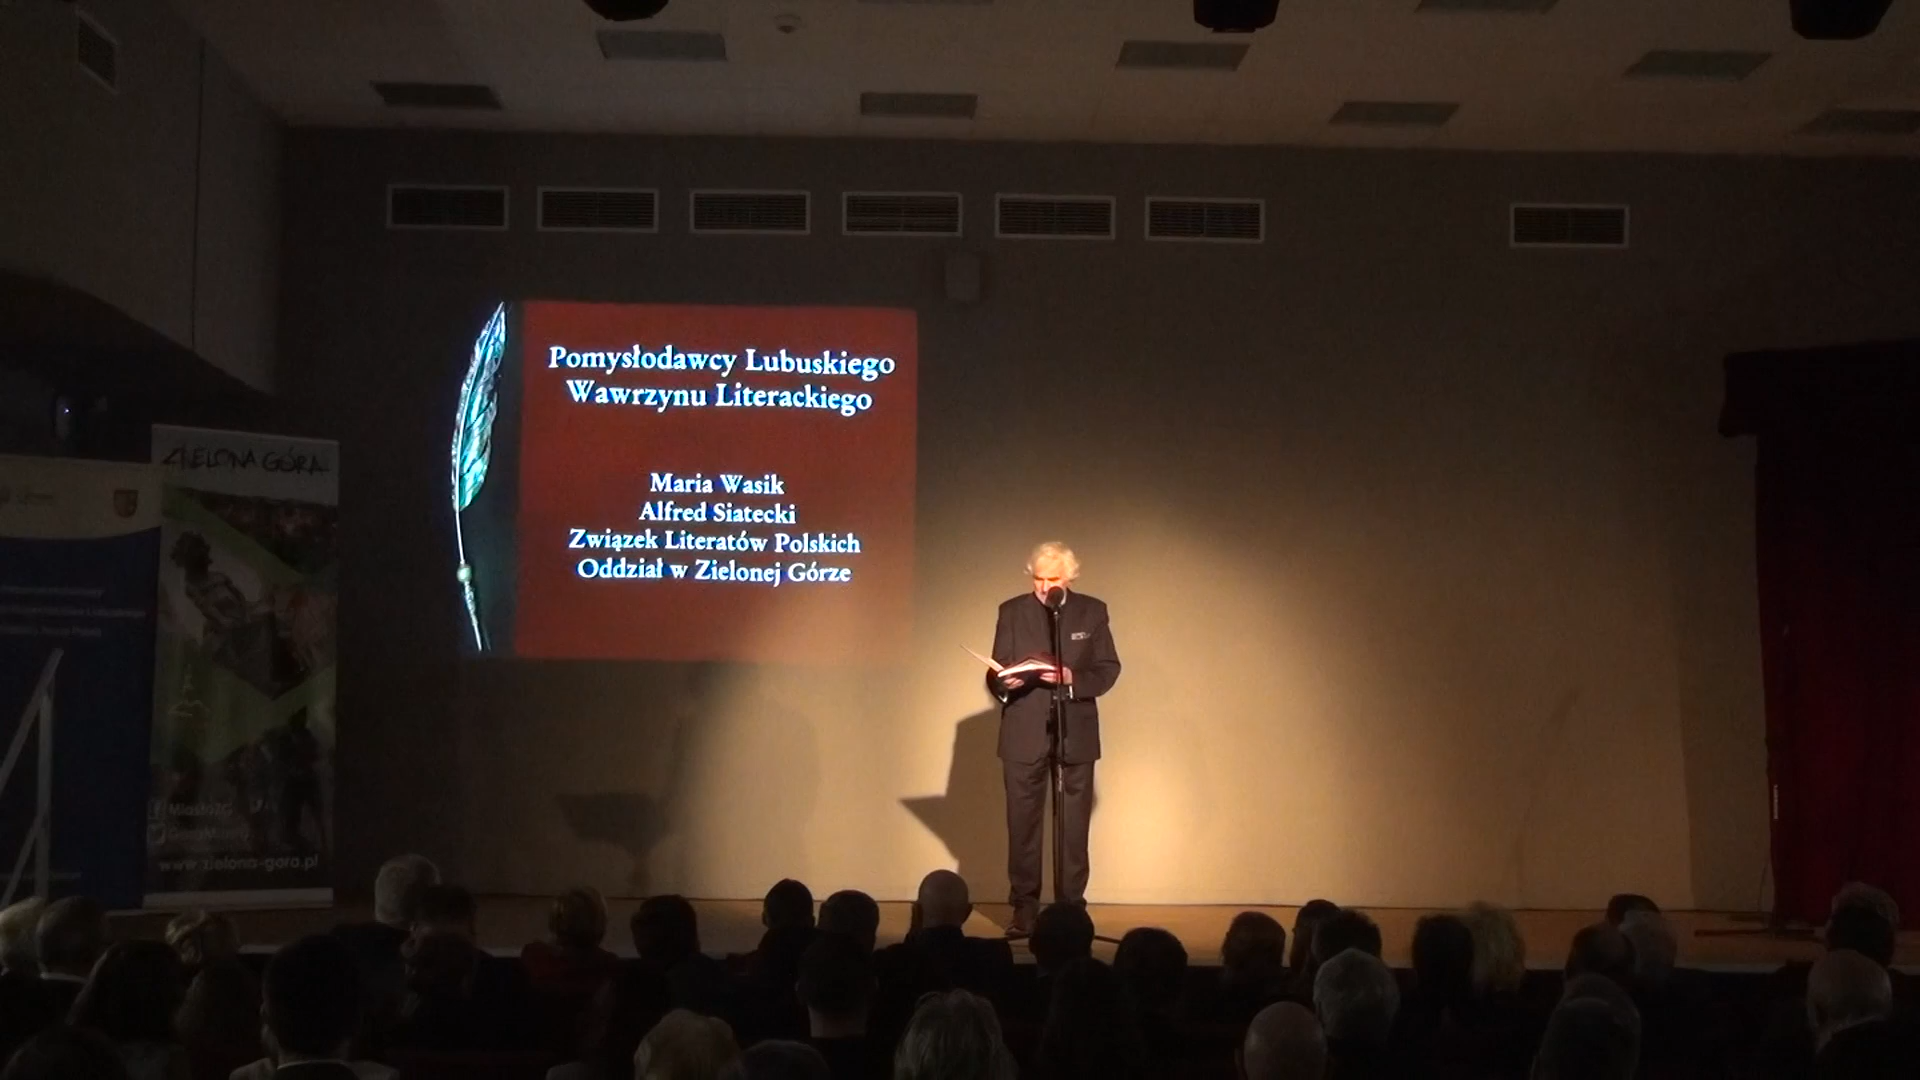 Pomysłodawcy Lubuskiego
Wawrzynu Literackiego
Maria Wasik
Alfred Siatecki
Związek Literatów Polskich
Oddział w Zielonej Górze
ZIELONA GÓRA
MiastoZG
www.zielona-gora.pl